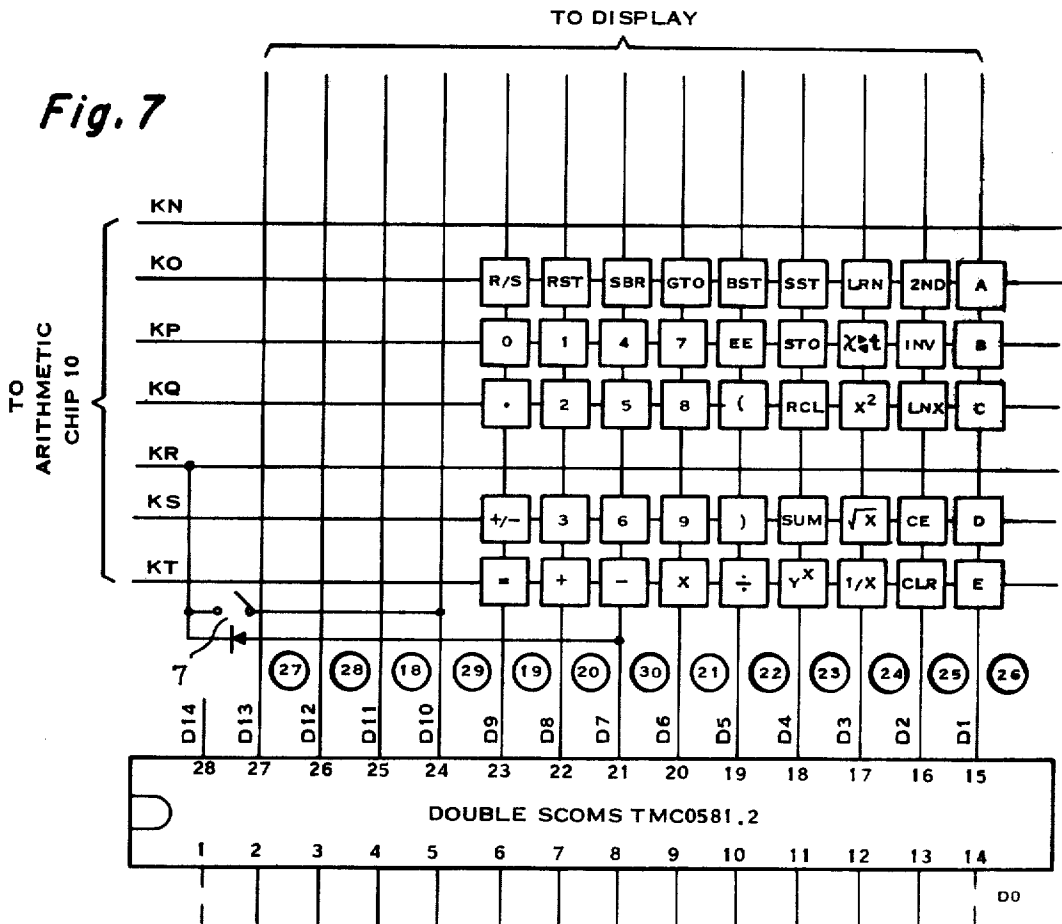 TO DISPLAY
Fig. 7
TO ARITHMETIC CHIP 10
KN
KO R/S RST SBR GTO BST SST LRN 2ND A
KP 0 1 4 7 EE STO x⇄t INV B
KQ . 2 5 8 ( RCL X² LNX C
KR
KS +/- 3 6 9 ) SUM √X CE D
KT = + - X ÷ Yˣ 1/X CLR E
7
27 28 18 29 19 20 30 21 22 23 24 25 26
D14 D13 D12 D11 D10 D9 D8 D7 D6 D5 D4 D3 D2 D1
28 27 26 25 24 23 22 21 20 19 18 17 16 15
DOUBLE SCOMS TMC0581.2
1 2 3 4 5 6 7 8 9 10 11 12 13 14
D0